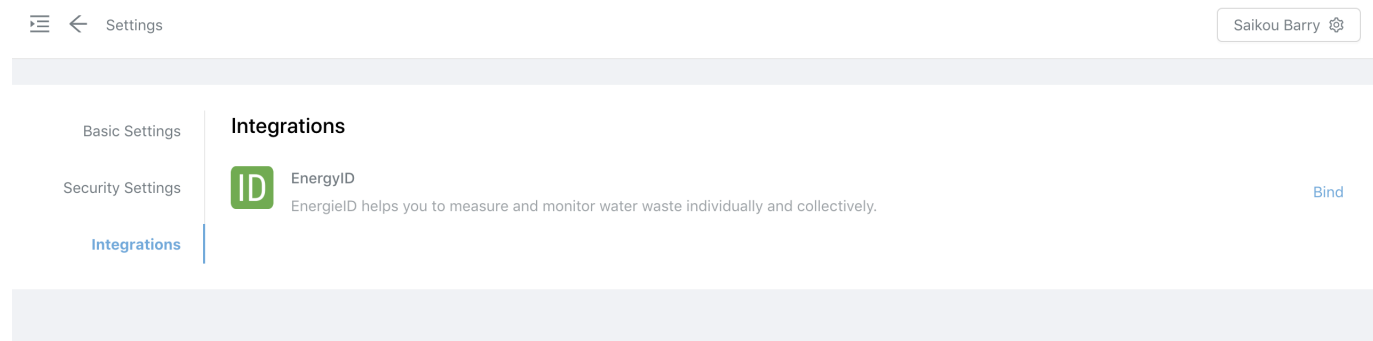 Settings
Saikou Barry
Basic Settings
Security Settings
Integrations
Integrations
ID
EnergyID
EnergieID helps you to measure and monitor water waste individually and collectively.
Bind